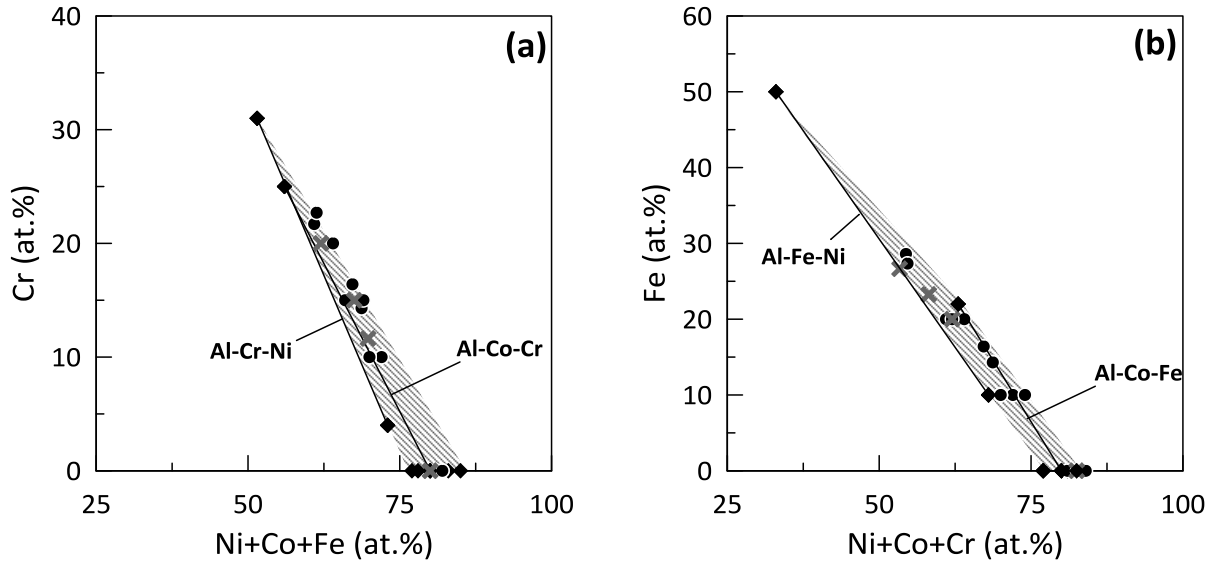 (a)
40
30
20
10
0
25
50
75
100
Cr (at.%)
Ni+Co+Fe (at.%)
Al-Cr-Ni
Al-Co-Cr
(b)
60
50
40
30
20
10
0
25
50
75
100
Fe (at.%)
Ni+Co+Cr (at.%)
Al-Fe-Ni
Al-Co-Fe